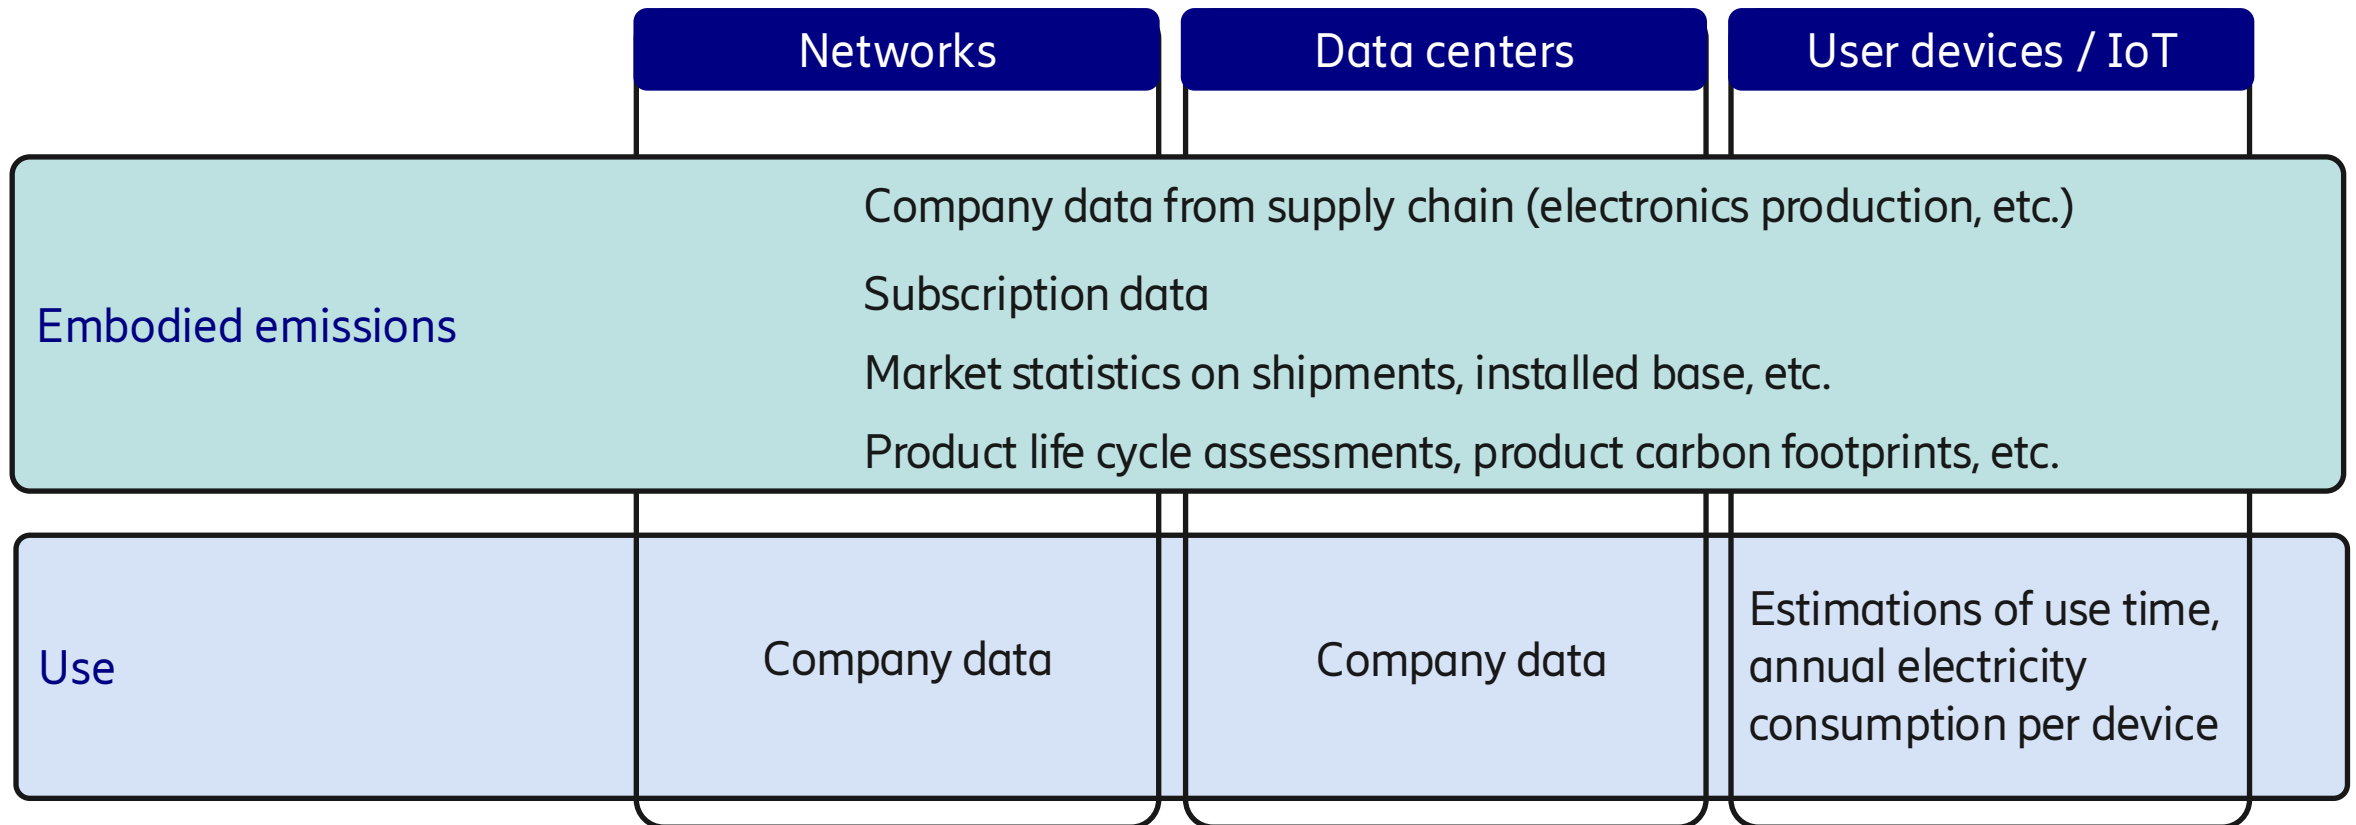 Networks
Data centers
User devices / IoT
Company data from supply chain (electronics production, etc.)
Subscription data
Embodied emissions
Market statistics on shipments, installed base, etc.
Product life cycle assessments, product carbon footprints, etc.
Use
Company data
Company data
Estimations of use time,
annual electricity
consumption per device